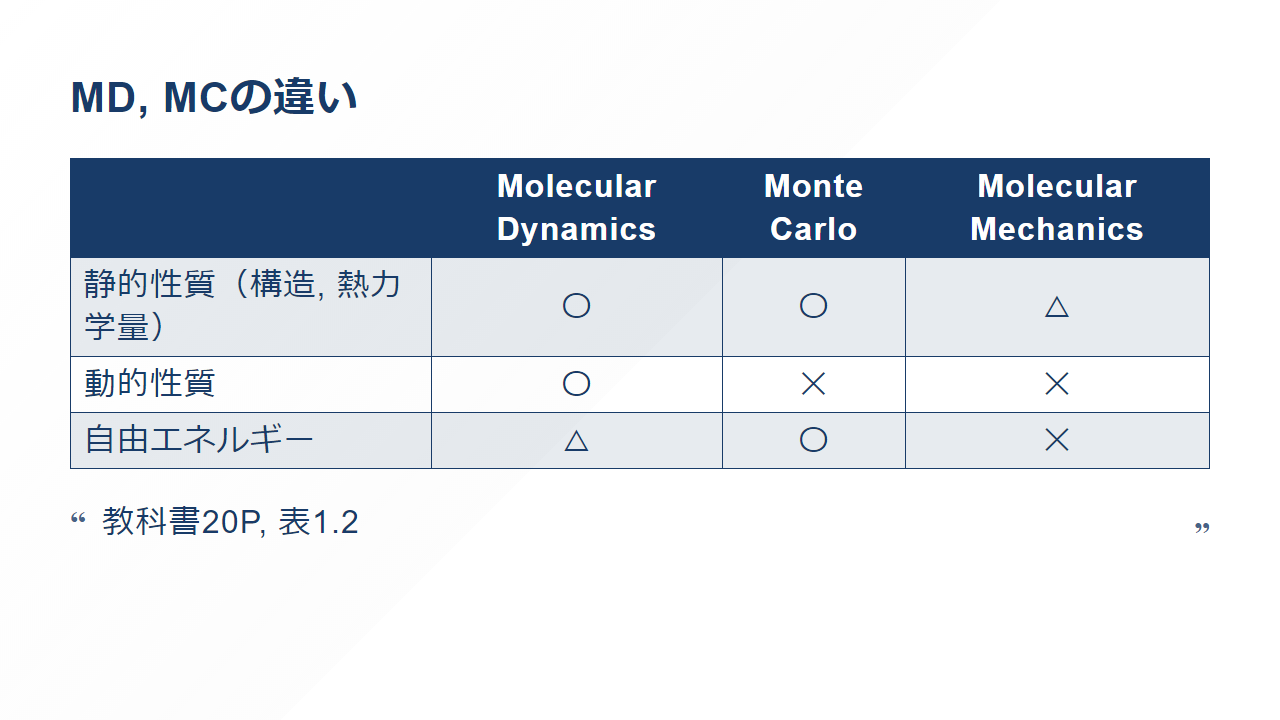 MD, MCの違い
Molecular Dynamics Monte Carlo Molecular Mechanics
静的性質（構造, 熱力学量） 〇 〇 △
動的性質 〇 × ×
自由エネルギー △ 〇 ×
“ 教科書20P, 表1.2 ”